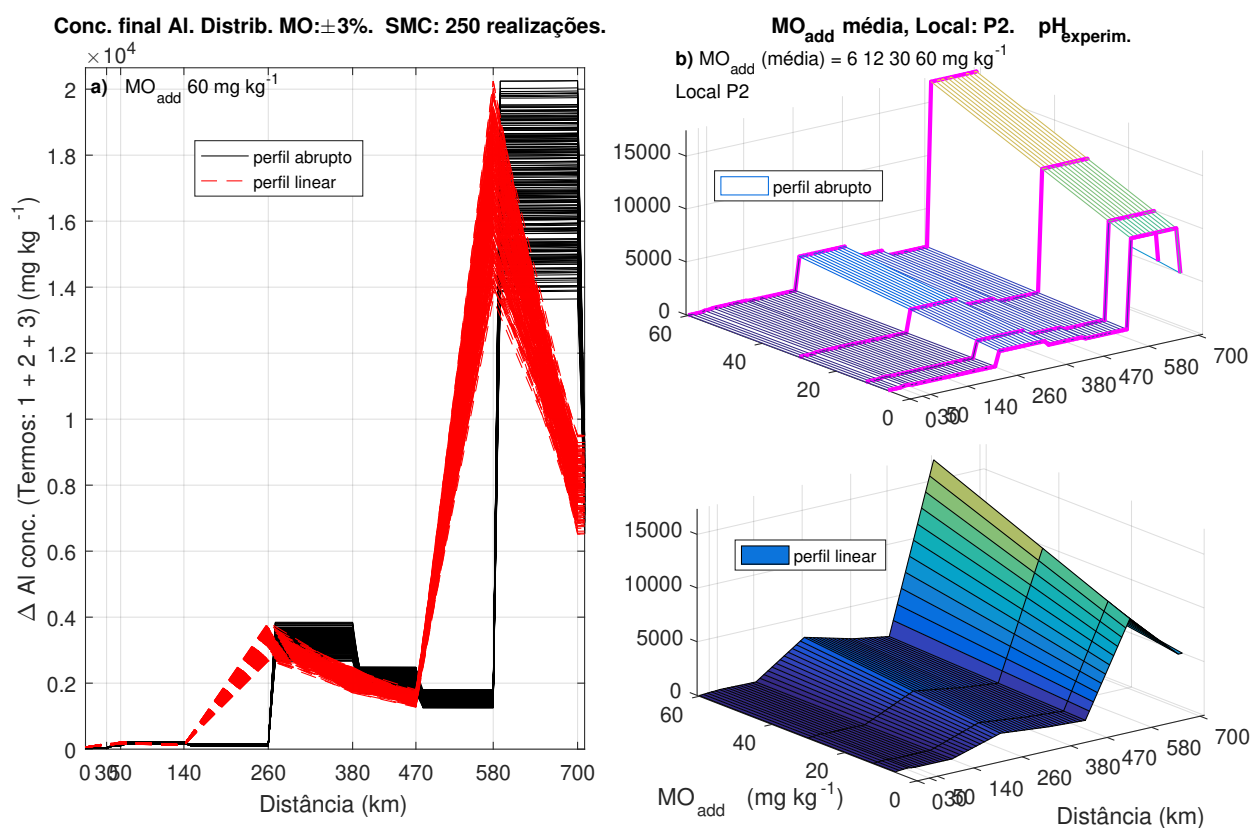 Conc. final Al. Distrib. MO:±3%. SMC: 250 realizações.
×10⁴
a) MO_add 60 mg kg⁻¹
perfil abrupto
perfil linear
2
1.8
1.6
1.4
1.2
1
0.8
0.6
0.4
0.2
0
Δ Al conc. (Termos: 1 + 2 + 3) (mg kg⁻¹)
0 30 50 140 260 380 470 580 700
Distância (km)
MO_add média, Local: P2. pH_experim.
b) MO_add (média) = 6 12 30 60 mg kg⁻¹
Local P2
perfil abrupto
15000
10000
5000
0
60
40
20
0
0 30 50 140 260 380 470 580 700
perfil linear
15000
10000
5000
0
60
40
20
0
0 30 50 140 260 380 470 580 700
MO_add (mg kg⁻¹)
Distância (km)